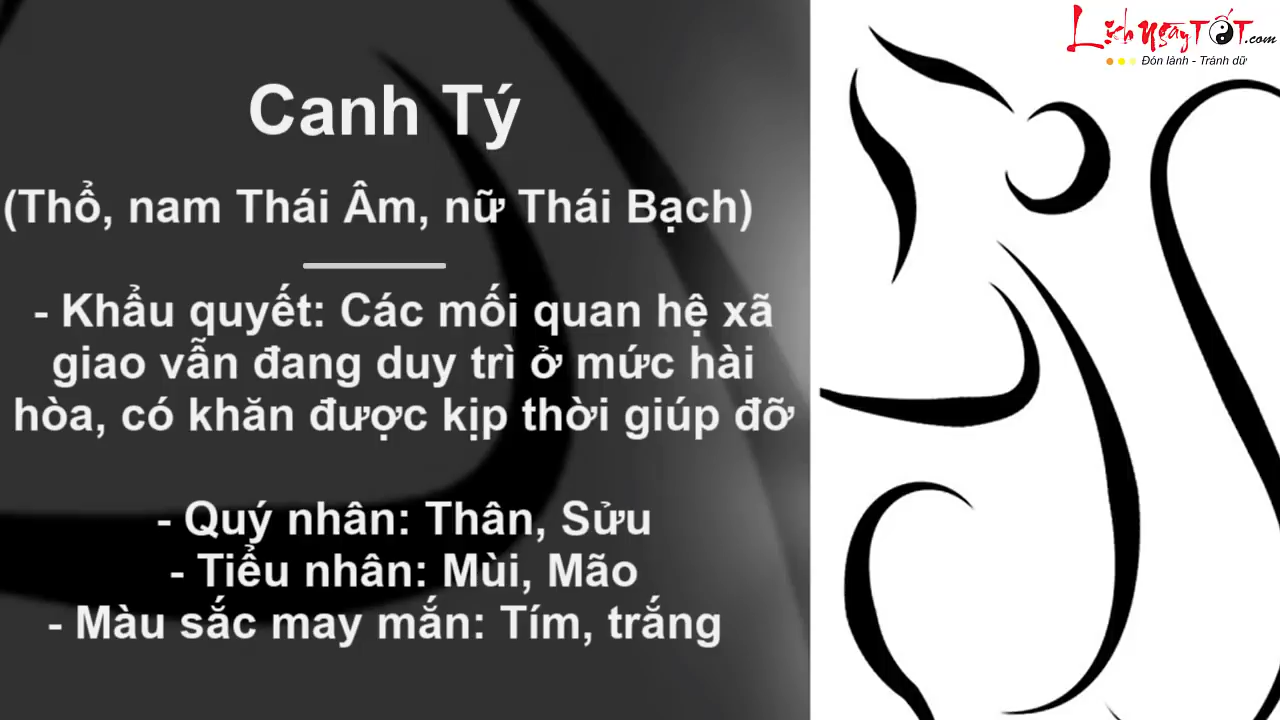 Lịch ngày TỐT.com
Đón lành - Tránh dữ
Canh Tý
(Thổ, nam Thái Âm, nữ Thái Bạch)
- Khẩu quyết: Các mối quan hệ xã
giao vẫn đang duy trì ở mức hài
hòa, có khăn được kịp thời giúp đỡ
- Quý nhân: Thân, Sửu
- Tiểu nhân: Mùi, Mão
- Màu sắc may mắn: Tím, trắng